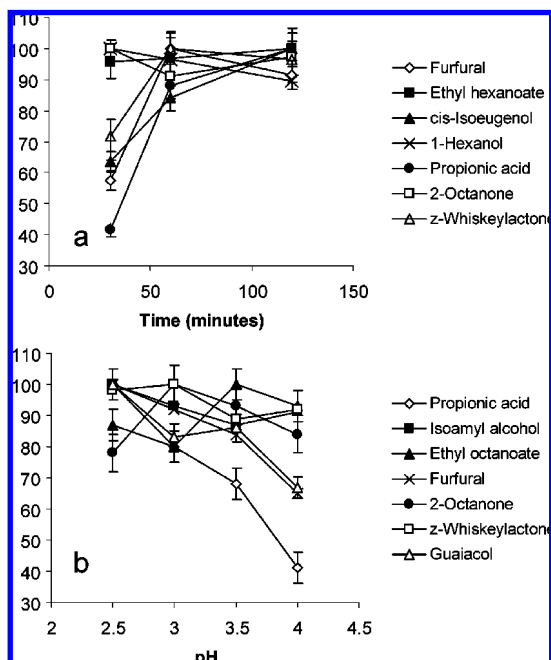 110
100
90
80
70
60
50
40
30
a
0 50 100 150
Time (minutes)
Furfural
Ethyl hexanoate
cis-Isoeugenol
1-Hexanol
Propionic acid
2-Octanone
z-Whiskeylactone
110
100
90
80
70
60
50
40
30
b
2 2.5 3 3.5 4 4.5
pH
Propionic acid
Isoamyl alcohol
Ethyl octanoate
Furfural
2-Octanone
z-Whiskeylactone
Guaiacol